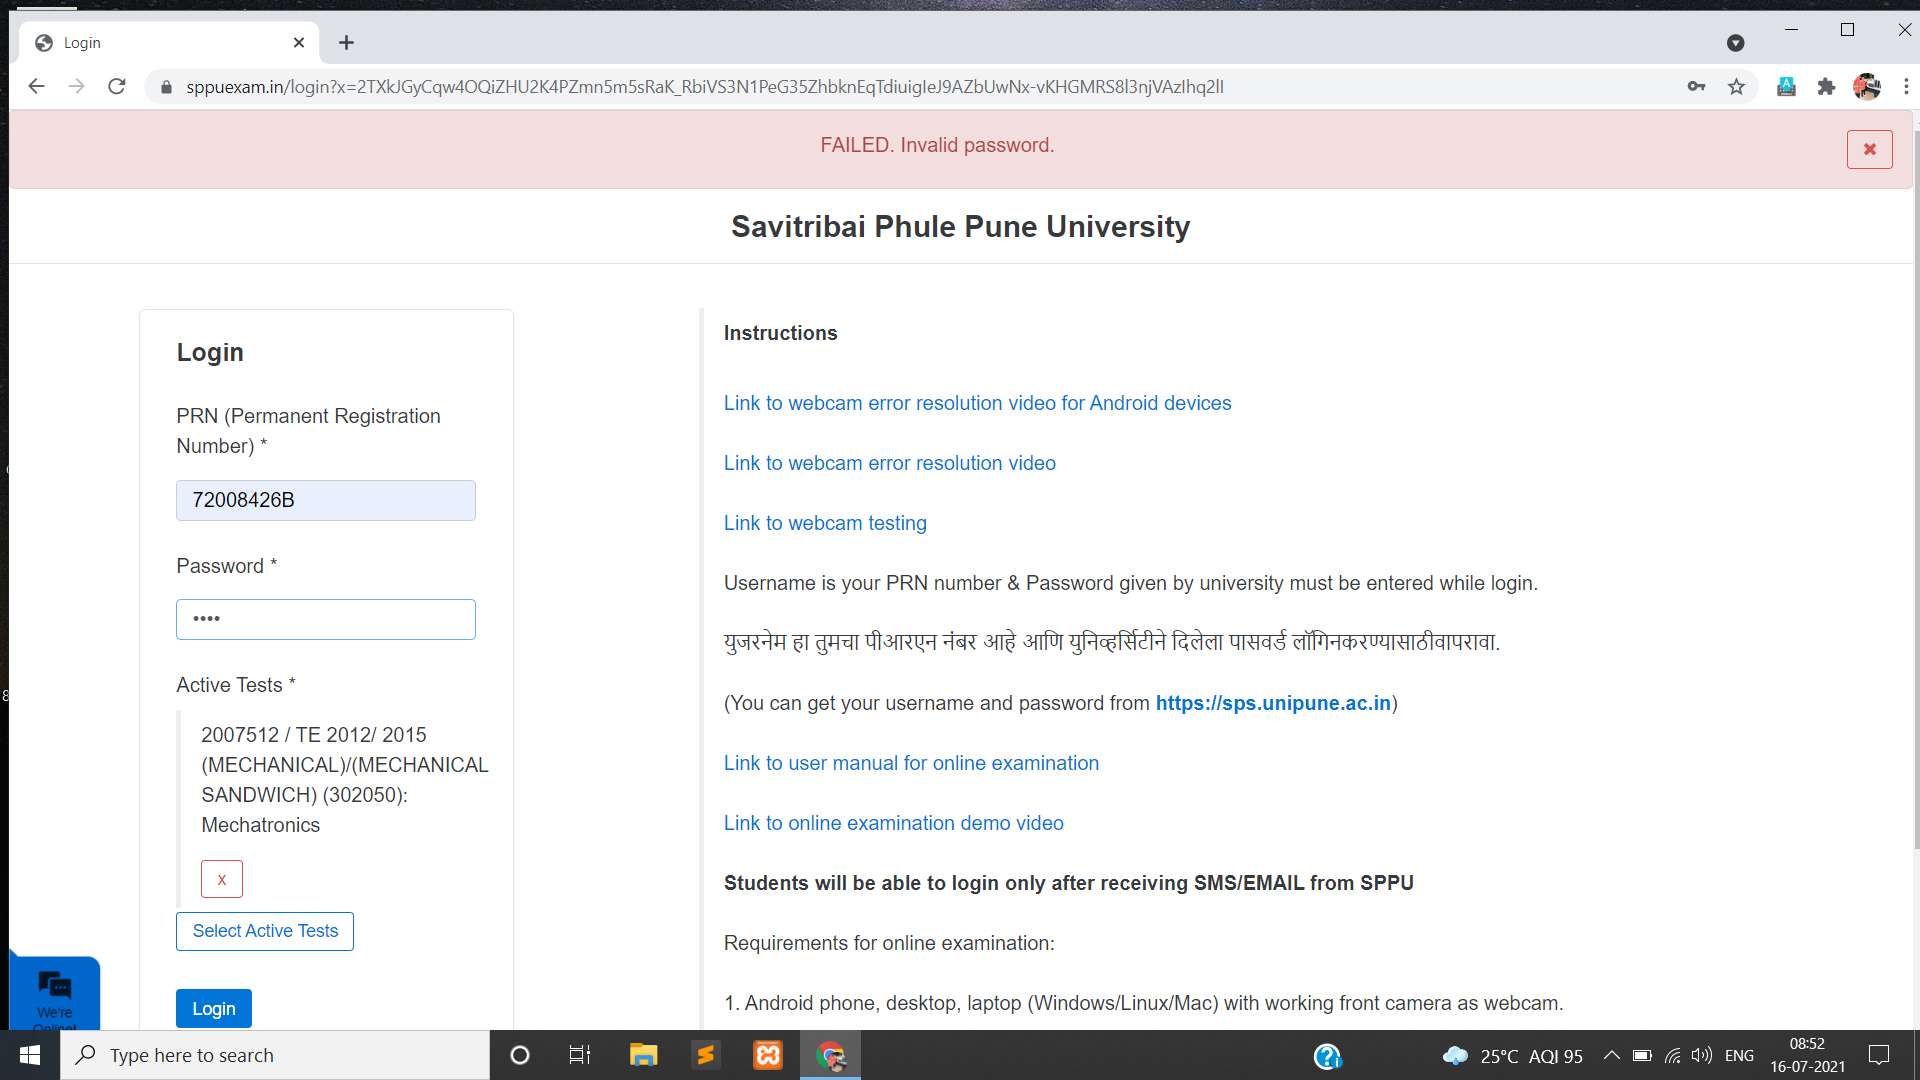 Login
sppuexam.in/login?x=2TXkJGyCqw4OQiZHU2K4PZmn5m5sRaK_RbiVS3N1PeG35ZhbknEqTdiuigIeJ9AZbUwNx-vKHGMRS8l3njVAzlhq2lI
FAILED. Invalid password.
Savitribai Phule Pune University
Login
PRN (Permanent Registration
Number) *
72008426B
Password *
••••
Active Tests *
2007512 / TE 2012/ 2015
(MECHANICAL)/(MECHANICAL
SANDWICH) (302050):
Mechatronics
x
Select Active Tests
Login
We're
Online!
Instructions
Link to webcam error resolution video for Android devices
Link to webcam error resolution video
Link to webcam testing
Username is your PRN number & Password given by university must be entered while login.
युजरनेम हा तुमचा पीआरएन नंबर आहे आणि युनिव्हर्सिटीने दिलेला पासवर्ड लॉगिनकरण्यासाठीवापरावा.
(You can get your username and password from https://sps.unipune.ac.in)
Link to user manual for online examination
Link to online examination demo video
Students will be able to login only after receiving SMS/EMAIL from SPPU
Requirements for online examination:
1. Android phone, desktop, laptop (Windows/Linux/Mac) with working front camera as webcam.
Type here to search
25°C AQI 95
ENG
08:52
16-07-2021